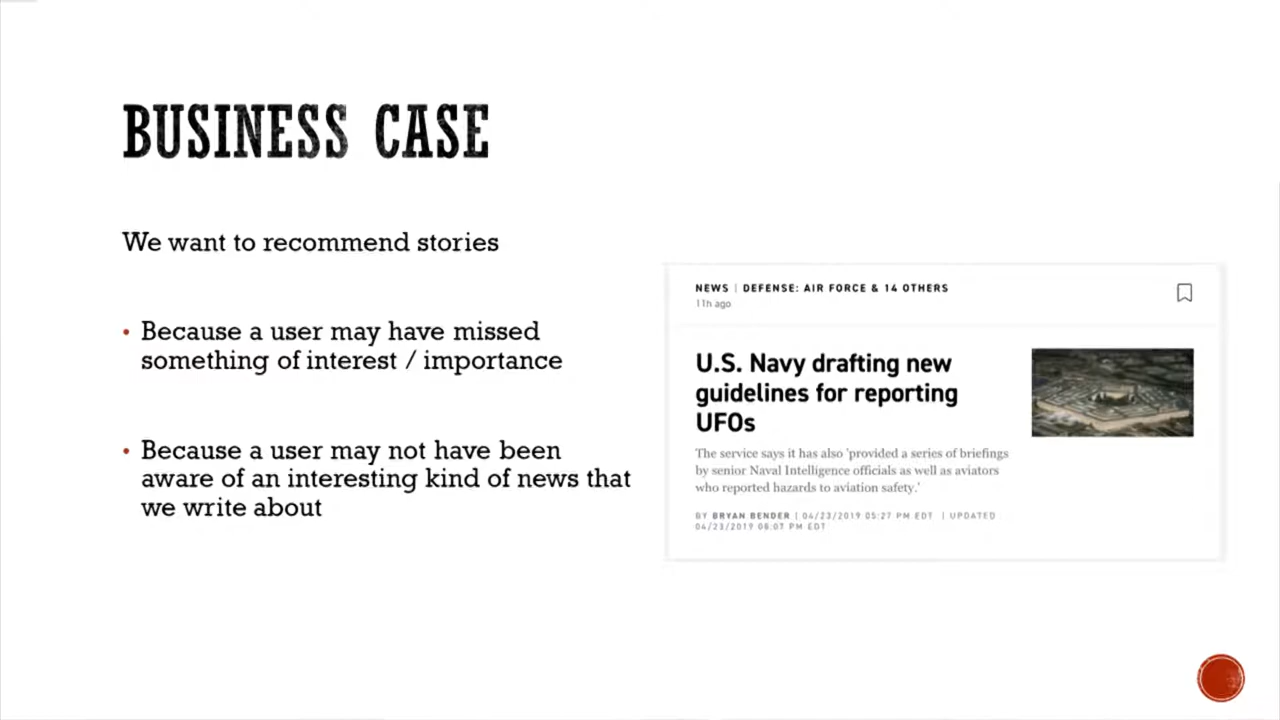 BUSINESS CASE
We want to recommend stories
• Because a user may have missed
something of interest / importance
• Because a user may not have been
aware of an interesting kind of news that
we write about
NEWS | DEFENSE: AIR FORCE & 14 OTHERS
11h ago
U.S. Navy drafting new
guidelines for reporting
UFOs
The service says it has also 'provided a series of briefings
by senior Naval Intelligence officials as well as aviators
who reported hazards to aviation safety.'
BY BRYAN BENDER | 04/23/2019 05:27 PM EDT | UPDATED
04/23/2019 08:07 PM EDT